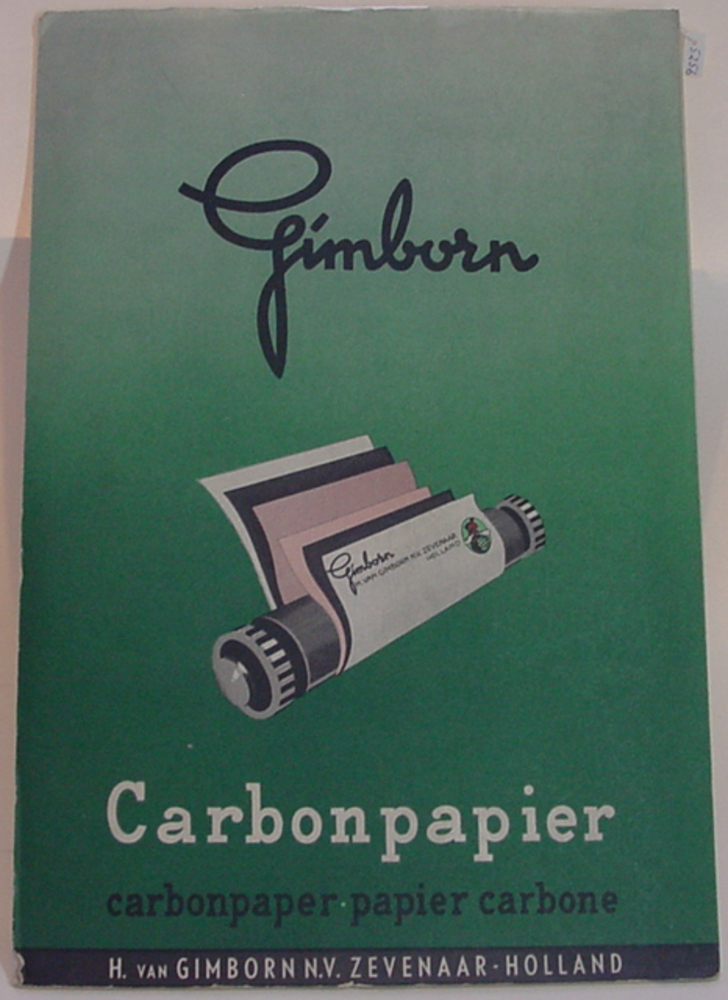 Gimborn
Gimborn
H. VAN GIMBORN N.V. ZEVENAAR
HOLLAND
Carbonpapier
carbonpaper·papier carbone
H. VAN GIMBORN N.V. ZEVENAAR-HOLLAND